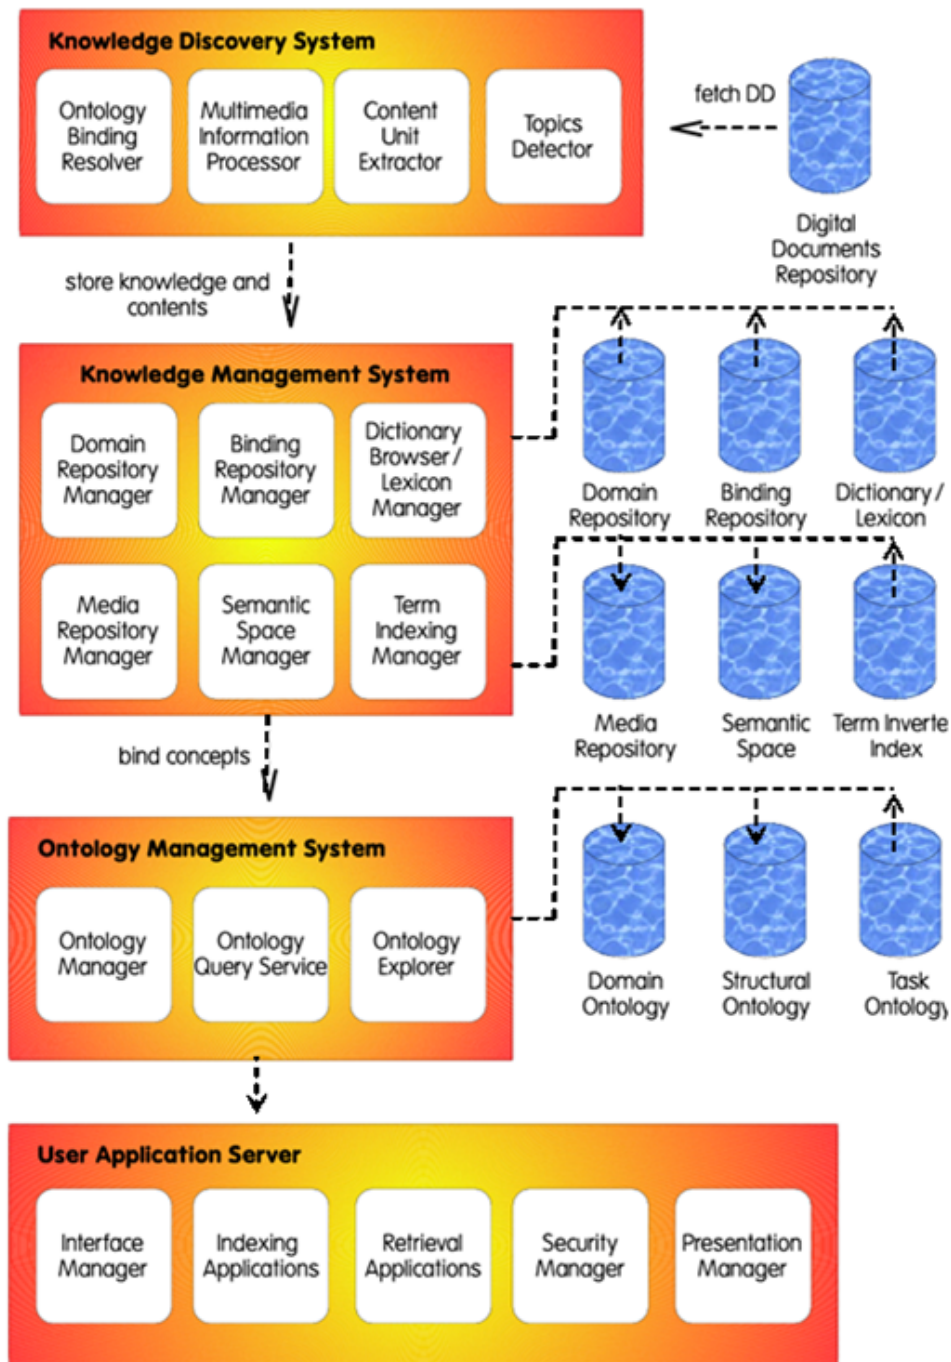 Knowledge Discovery System
Ontology
Binding
Resolver
Multimedia
Information
Processor
Content
Unit
Extractor
Topics
Detector
fetch DD
Digital
Documents
Repository
store knowledge and
contents
Knowledge Management System
Domain
Repository
Manager
Binding
Repository
Manager
Dictionary
Browser /
Lexicon
Manager
Domain
Repository
Binding
Repository
Dictionary /
Lexicon
Media
Repository
Manager
Semantic
Space
Manager
Term
Indexing
Manager
Media
Repository
Semantic
Space
Term Inverte
Index
bind concepts
Ontology Management System
Ontology
Manager
Ontology
Query Service
Ontology
Explorer
Domain
Ontology
Structural
Ontology
Task
Ontology
User Application Server
Interface
Manager
Indexing
Applications
Retrieval
Applications
Security
Manager
Presentation
Manager